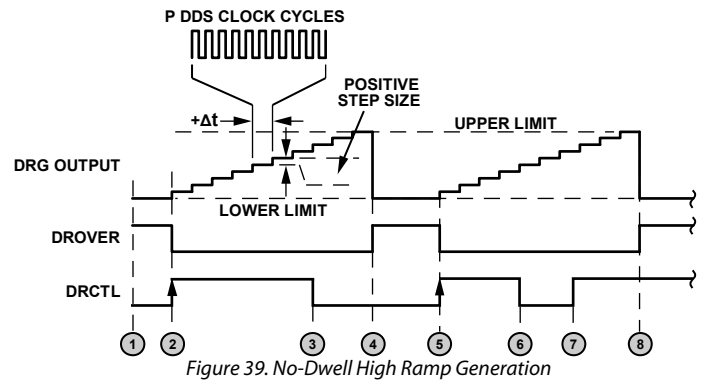 P DDS CLOCK CYCLES
POSITIVE
STEP SIZE
+Δt
UPPER LIMIT
DRG OUTPUT
LOWER LIMIT
DROVER
DRCTL
1 2 3 4 5 6 7 8
Figure 39. No-Dwell High Ramp Generation